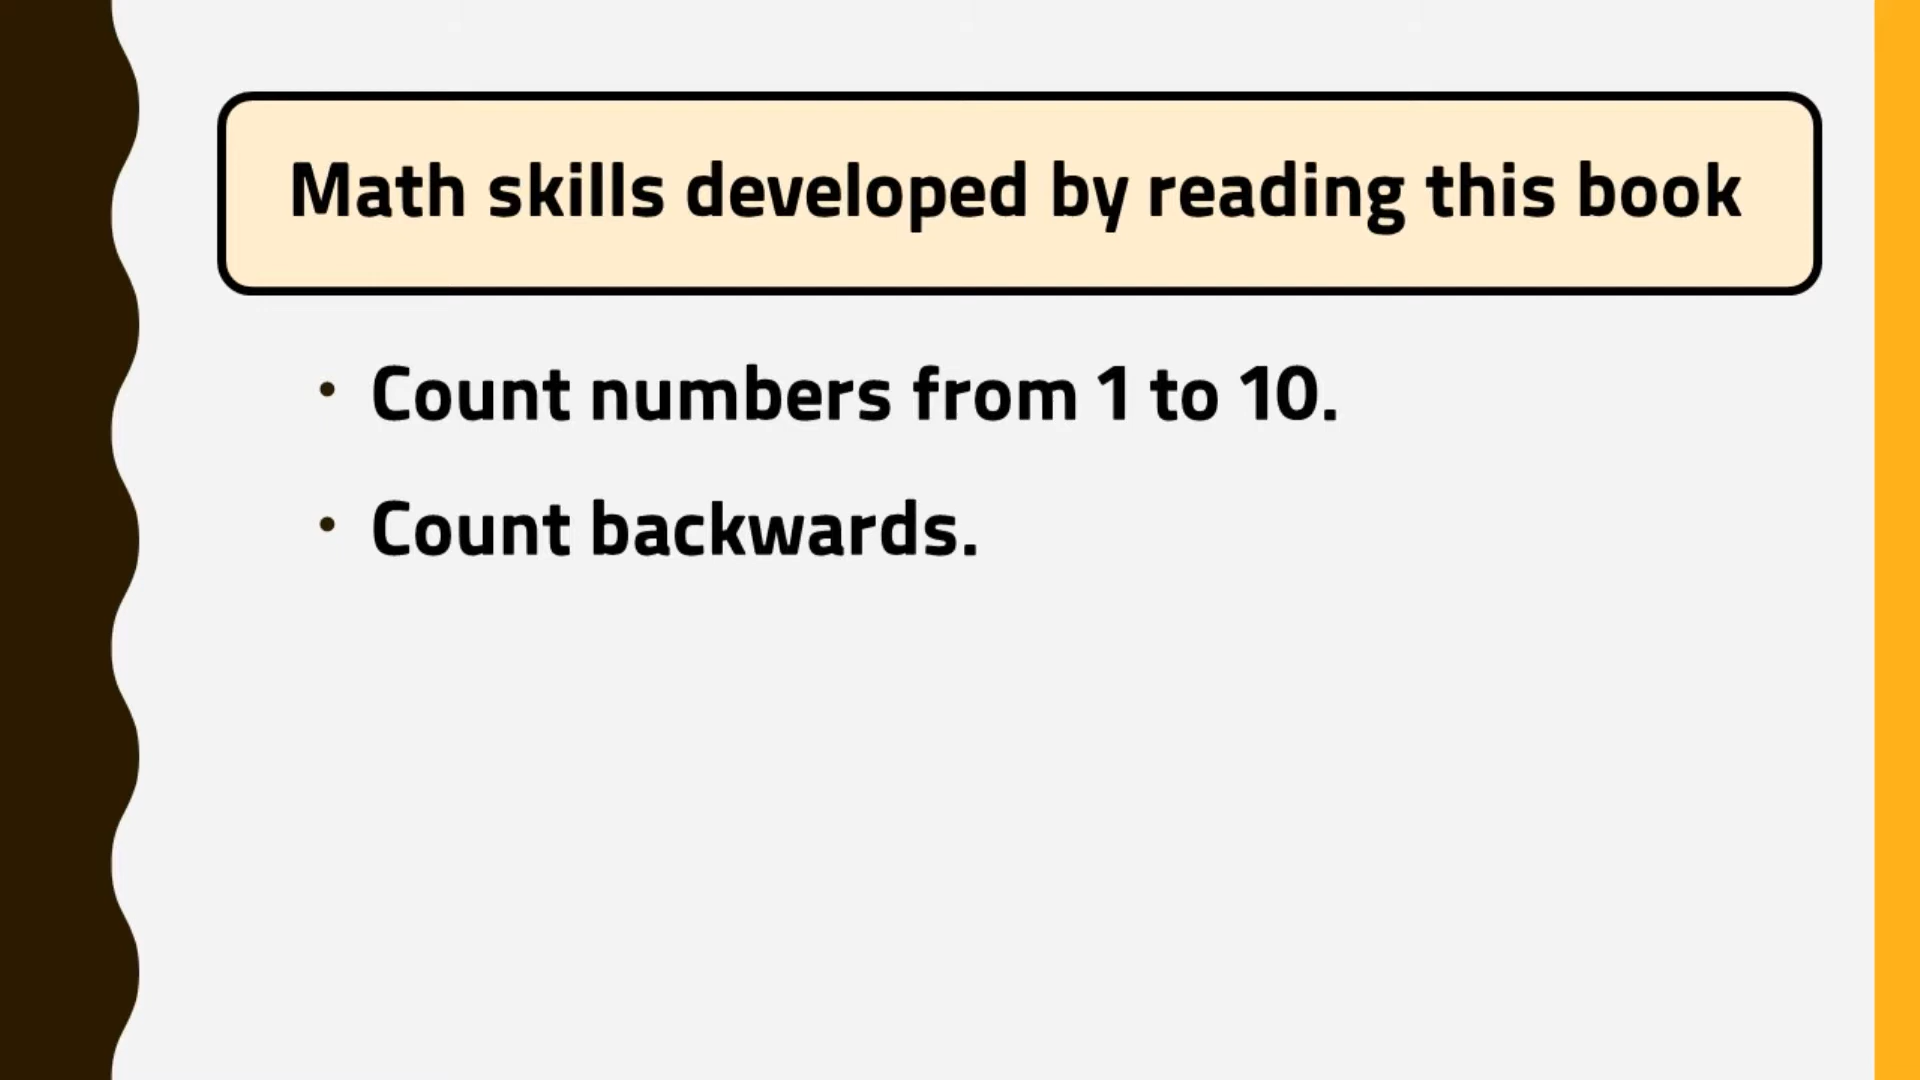 Math skills developed by reading this book
• Count numbers from 1 to 10.
• Count backwards.